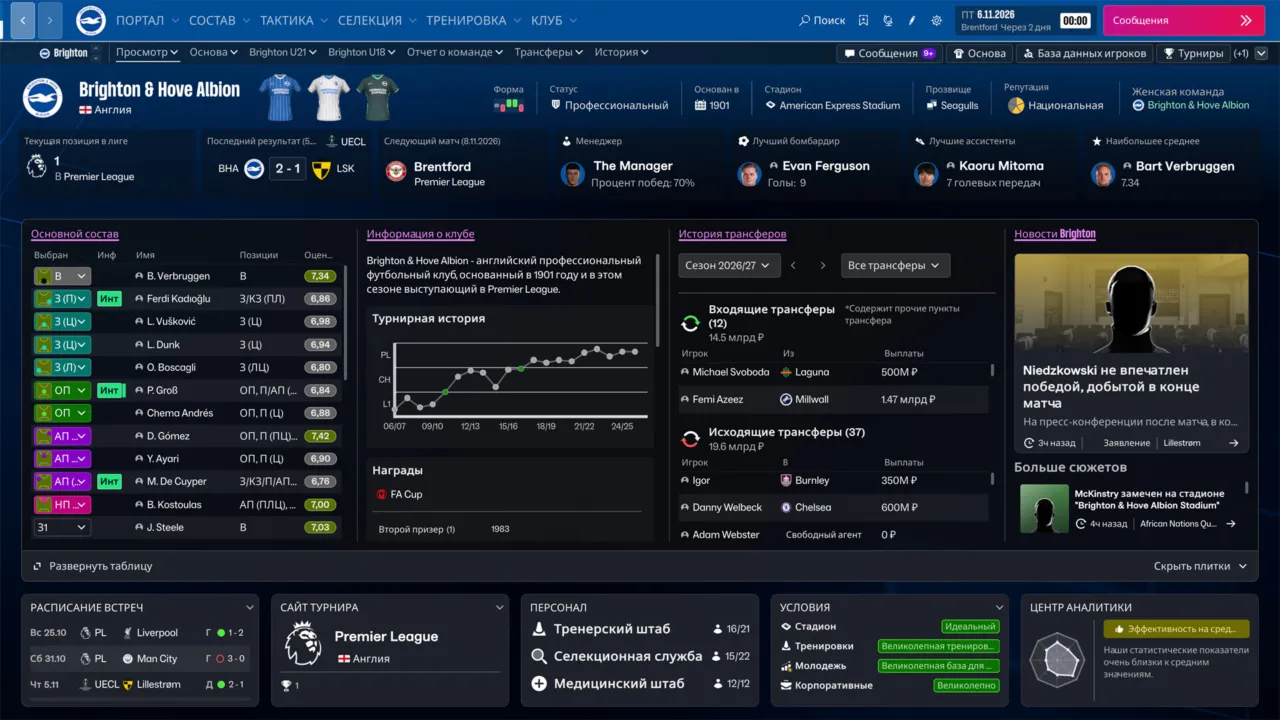 ПОРТАЛ СОСТАВ ТАКТИКА СЕЛЕКЦИЯ ТРЕНИРОВКА КЛУБ Поиск ПТ 6.11.2026 00:00 Сообщения
Brentford Через 2 дня
Brighton Просмотр Основа Brighton U21 Brighton U18 Отчет о команде Трансферы История Сообщения 9+ Основа База данных игроков Турниры (+1)
Brighton & Hove Albion
Англия
Форма
Статус
Профессиональный
Основан в
1901
Стадион
American Express Stadium
Прозвище
Seagulls
Репутация
Национальная
Женская команда
Brighton & Hove Albion
Текущая позиция в лиге
1
В Premier League
Последний результат (5... UECL
BHA 2 - 1 LSK
Следующий матч (8.11.2026)
Brentford
Premier League
Менеджер
The Manager
Процент побед: 70%
Лучший бомбардир
Evan Ferguson
Голы: 9
Лучшие ассистенты
Kaoru Mitoma
7 голевых передач
Наибольшее среднее
Bart Verbruggen
7.34
Основной состав
Выбран Инф Имя Позиции Оцен...
В B. Verbruggen В 7,34
З (П) Инт Ferdi Kadıoğlu З/КЗ (ПЛ) 6,86
З (Ц) L. Vušković З (Ц) 6,98
З (Ц) L. Dunk З (Ц) 6,94
З (Л) O. Boscagli З (ЛЦ) 6,80
ОП Инт P. Groß ОП, П/АП (... 6,84
ОП Chema Andrés ОП, П (Ц) 6,88
АП ... D. Gómez ОП, П (ПЦ)... 7,42
АП ... Y. Ayari ОП, П (Ц) 6,90
АП (... Инт M. De Cuyper З/КЗ/П/АП... 6,76
НП ... B. Kostoulas АП (ПЛЦ), ... 7,00
31 J. Steele В 7,03
Информация о клубе
Brighton & Hove Albion - английский профессиональный
футбольный клуб, основанный в 1901 году и в этом
сезоне выступающий в Premier League.
Турнирная история
PL
CH
L1
06/07 09/10 12/13 15/16 18/19 21/22 24/25
Награды
FA Cup
Второй призер (1) 1983
История трансферов
Сезон 2026/27 Все трансферы
Входящие трансферы
(12)
14.5 млрд ₽
*Содержит прочие пункты
трансфера
Игрок Из Выплаты
Michael Svoboda Laguna 500M ₽
Femi Azeez Millwall 1.47 млрд ₽
Исходящие трансферы (37)
19.6 млрд ₽
Игрок В Выплаты
Igor Burnley 350M ₽
Danny Welbeck Chelsea 600M ₽
Adam Webster Свободный агент 0 ₽
Новости Brighton
Niedzkowski не впечатлен
победой, добытой в конце
матча
На пресс-конференции после матча, в ко...
3ч назад Заявление Lillestrøm
Больше сюжетов
McKinstry замечен на стадионе
"Brighton & Hove Albion Stadium"
4ч назад African Nations Qu...
Развернуть таблицу Скрыть плитки
РАСПИСАНИЕ ВСТРЕЧ
Вс 25.10 PL Liverpool Г 1-
Сб 31.10 PL Man City Г 3-0
Чт 5.11 UECL Lillestrøm Д 2-
САЙТ ТУРНИРА
Premier League
Англия
ПЕРСОНАЛ
Тренерский штаб 16/21
Селекционная служба 15/22
Медицинский штаб 12/12
УСЛОВИЯ
Стадион Идеальный
Тренировки Великолепная трениров...
Молодежь Великолепная база для ...
Корпоративные Великолепно
ЦЕНТР АНАЛИТИКИ
Эффективность на сред...
Наши статистические показатели
очень близки к средним
значениям.